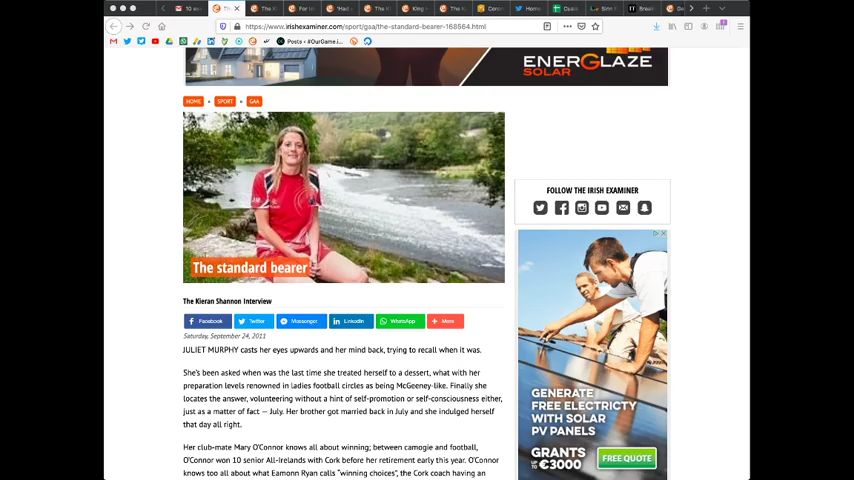 10 ex
https://www.irishexaminer.com/sport/gaa/the-standard-bearer-168564.html
Posts ‹ #OurGame.i...
ENERGLAZE
SOLAR
HOME
SPORT
GAA
The standard bearer
The Kieran Shannon Interview
Facebook
Twitter
Messenger
LinkedIn
WhatsApp
More
Saturday, September 24, 2011
JULIET MURPHY casts her eyes upwards and her mind back, trying to recall when it was.
She's been asked when was the last time she treated herself to a dessert, what with her
preparation levels renowned in ladies football circles as being McGeeney-like. Finally she
locates the answer, volunteering without a hint of self-promotion or self-consciousness either,
just as a matter of fact — July. Her brother got married back in July and she indulged herself
that day all right.
Her club-mate Mary O'Connor knows all about winning; between camogie and football,
O'Connor won 10 senior All-Irelands with Cork before her retirement early this year. O'Connor
knows too all about what Eamonn Ryan calls "winning choices", the Cork coach having an
FOLLOW THE IRISH EXAMINER
GENERATE
FREE ELECTRICTY
WITH SOLAR
PV PANELS
GRANTS
UP TO €3000
FREE QUOTE